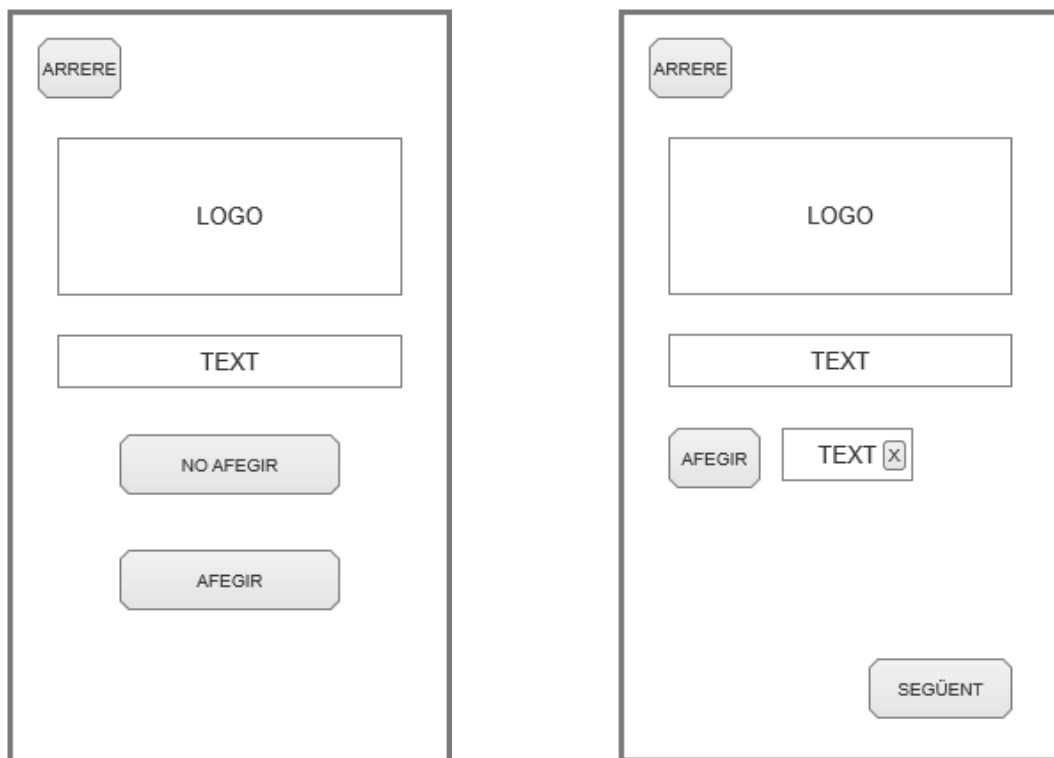 ARRERE
LOGO
TEXT
NO AFEGIR
AFEGIR
ARRERE
LOGO
TEXT
AFEGIR
TEXT X
SEGÜENT